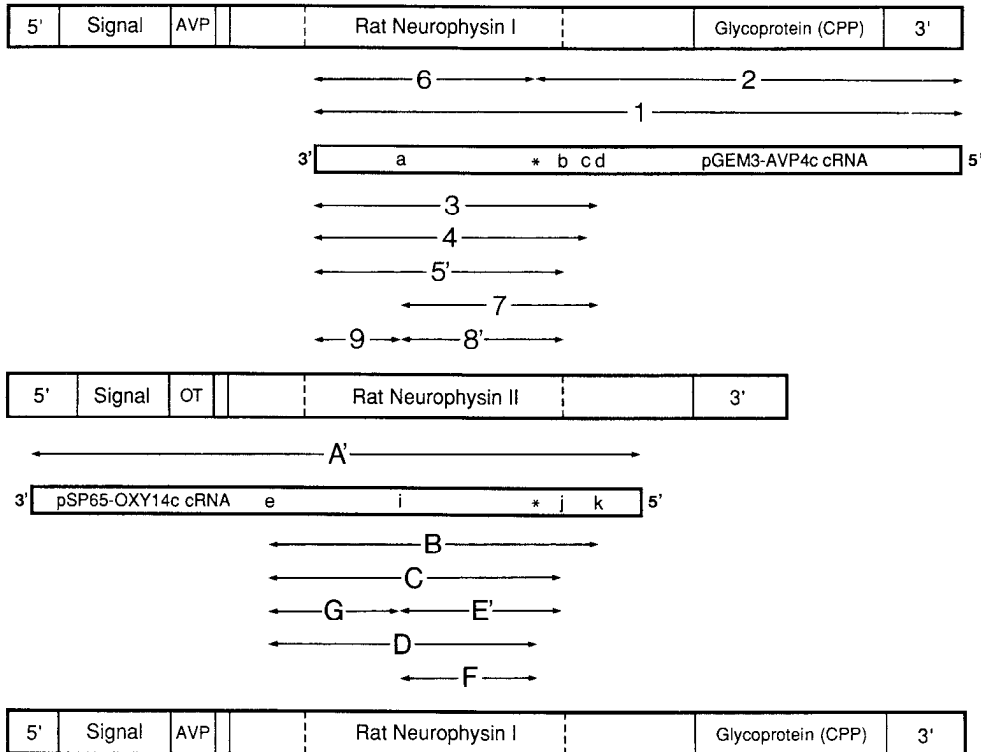 5' Signal AVP Rat Neurophysin I Glycoprotein (CPP) 3'
6 2
1
3' a * b c d pGEM3-AVP4c cRNA 5'
3
4
5'
7
9 8'
5' Signal OT Rat Neurophysin II 3'
A'
3' pSP65-OXY14c cRNA e i * j k 5'
B
C
G E'
D
F
5' Signal AVP Rat Neurophysin I Glycoprotein (CPP) 3'